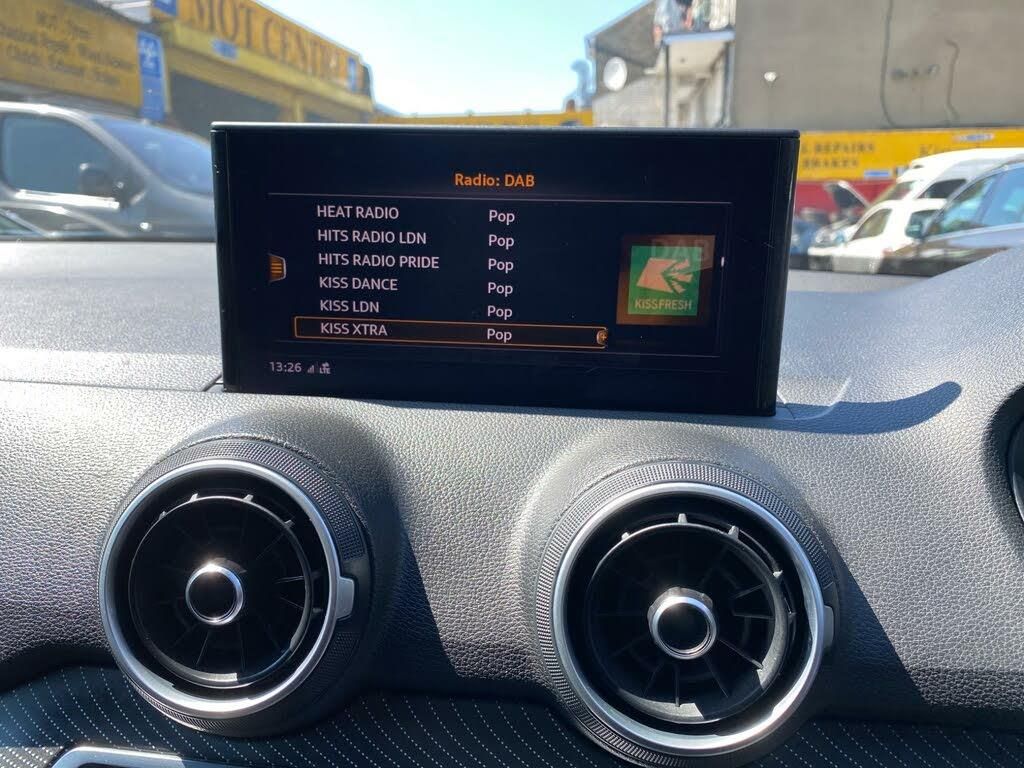 MOT CENTRE
REPAIRS
BRAKES
Radio: DAB
HEAT RADIO Pop
HITS RADIO LDN Pop
HITS RADIO PRIDE Pop
KISS DANCE Pop
KISS LDN Pop
KISS XTRA Pop
DAB
KISSFRESH
13:26 LTE